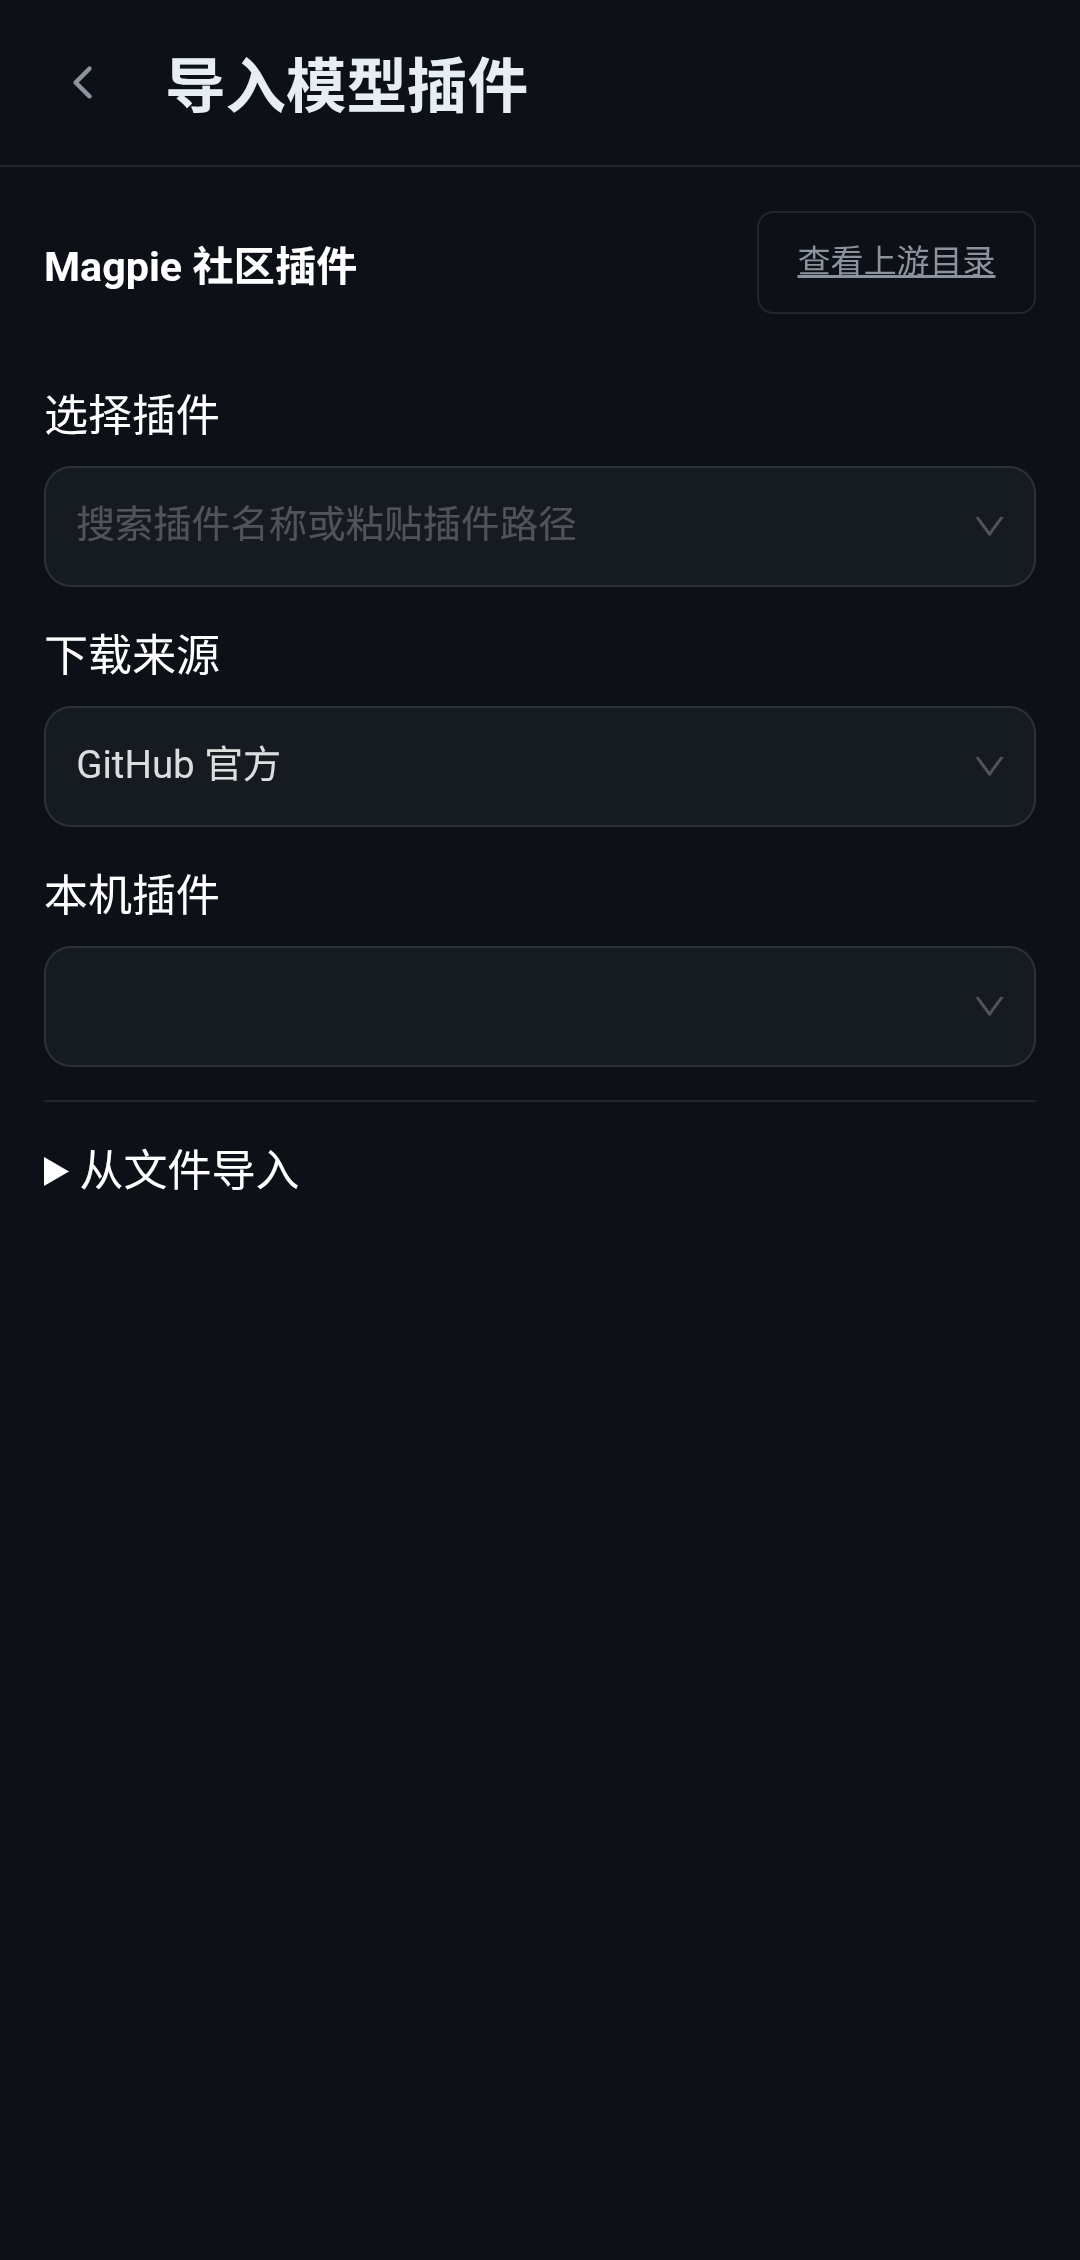 导入模型插件
Magpie 社区插件
查看上游目录
选择插件
搜索插件名称或粘贴插件路径
下载来源
GitHub 官方
本机插件
从文件导入